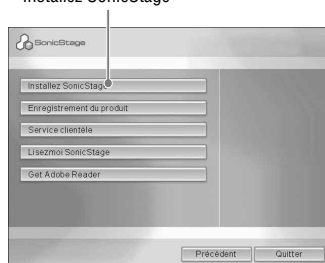 Installez SonicStage
SonicStage
Installez SonicStage
Enregistrement du produit
Service clientèle
Lisezmoi SonicStage
Get Adobe Reader
Précédent
Quitter